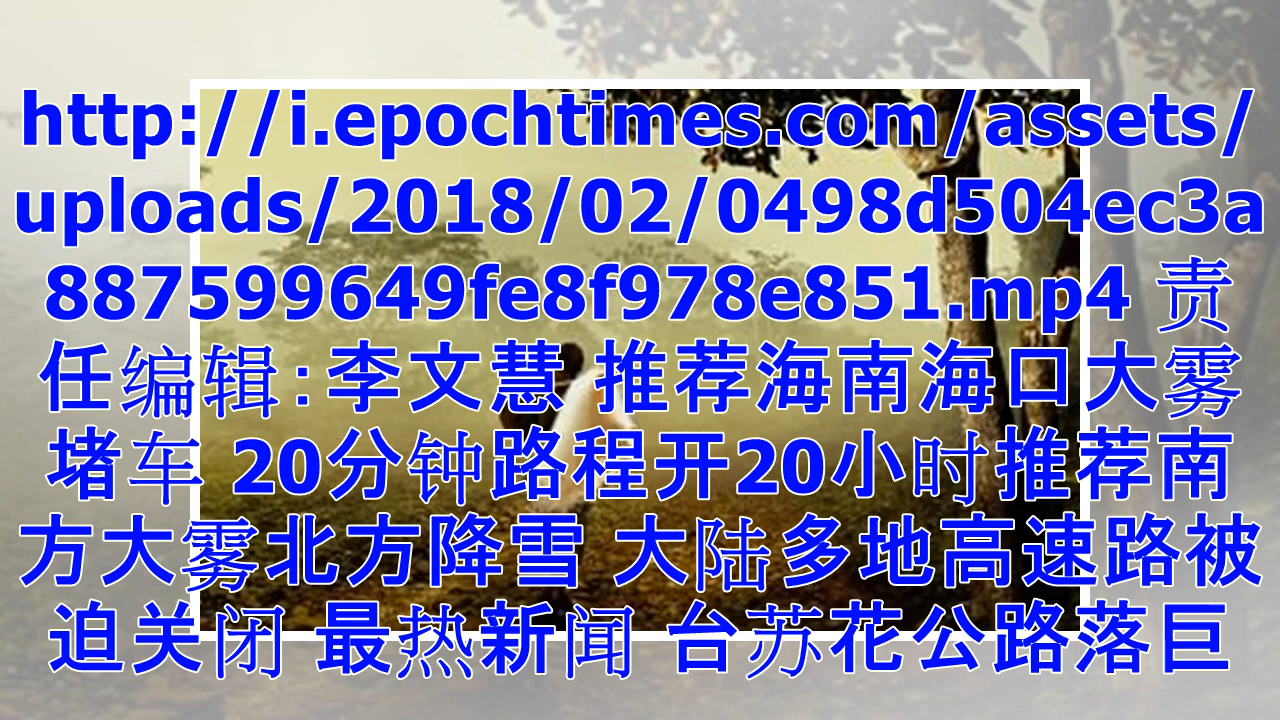 http://i.epochtimes.com/assets/
uploads/2018/02/0498d504ec3a
887599649fe8f978e851.mp4 责
任编辑:李文慧 推荐海南海口大雾
堵车 20分钟路程开20小时推荐南
方大雾北方降雪 大陆多地高速路被
迫关闭 最热新闻 台苏花公路落巨